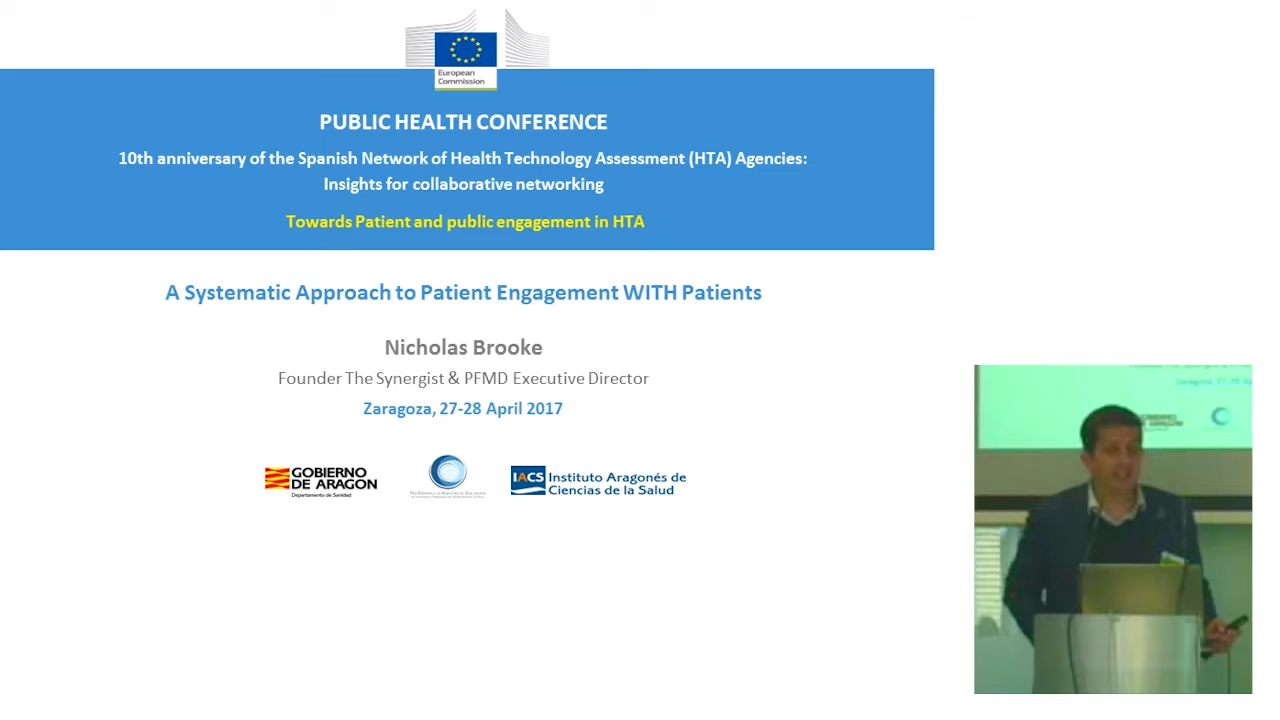 European
Commission
PUBLIC HEALTH CONFERENCE
10th anniversary of the Spanish Network of Health Technology Assessment (HTA) Agencies:
Insights for collaborative networking
Towards Patient and public engagement in HTA
A Systematic Approach to Patient Engagement WITH Patients
Nicholas Brooke
Founder The Synergist & PFMD Executive Director
Zaragoza, 27-28 April 2017
GOBIERNO
DE ARAGON
Departamento de Sanidad
IACS Instituto Aragonés de
Ciencias de la Salud